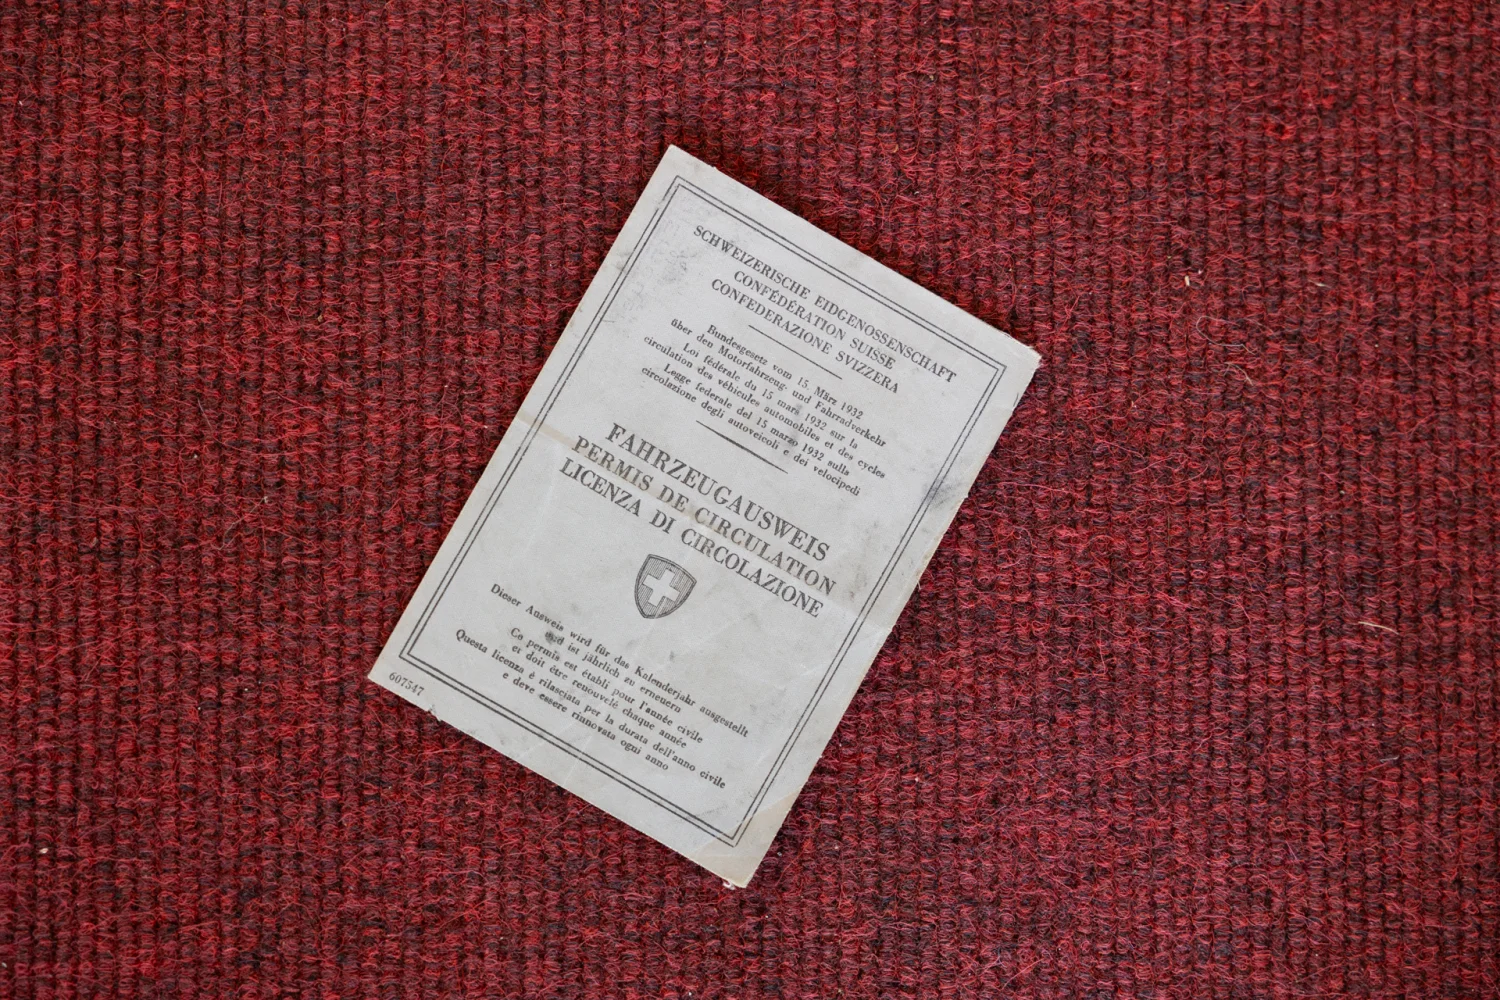 SCHWEIZERISCHE EIDGENOSSENSCHAFT
CONFÉDÉRATION SUISSE
CONFEDERAZIONE SVIZZERA
Bundesgesetz vom 15. März 1932
über den Motorfahrzeug- und Fahrradverkehr
Loi fédérale du 15 mars 1932 sur la
circulation des véhicules automobiles et des cycles
Legge federale del 15 marzo 1932 sulla
circolazione degli autoveicoli e dei velocipedi
FAHRZEUGAUSWEIS
PERMIS DE CIRCULATION
LICENZA DI CIRCOLAZIONE
Dieser Ausweis wird für das Kalenderjahr ausgestellt
und ist jährlich zu erneuern
Ce permis est établi pour l'année civile
et doit être renouvelé chaque année
Questa licenza è rilasciata per la durata dell'anno civile
e deve essere rinnovata ogni anno
607547